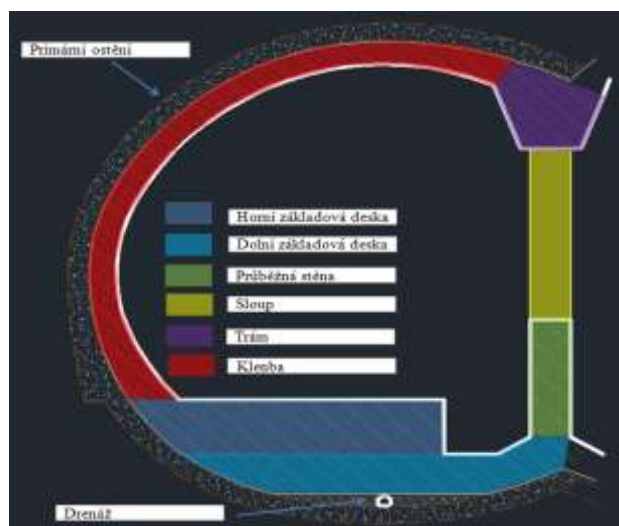 Primární ostění
Horní základová deska
Dolní základová deska
Průběžná stěna
Sloup
Trám
Klenba
Drenáž